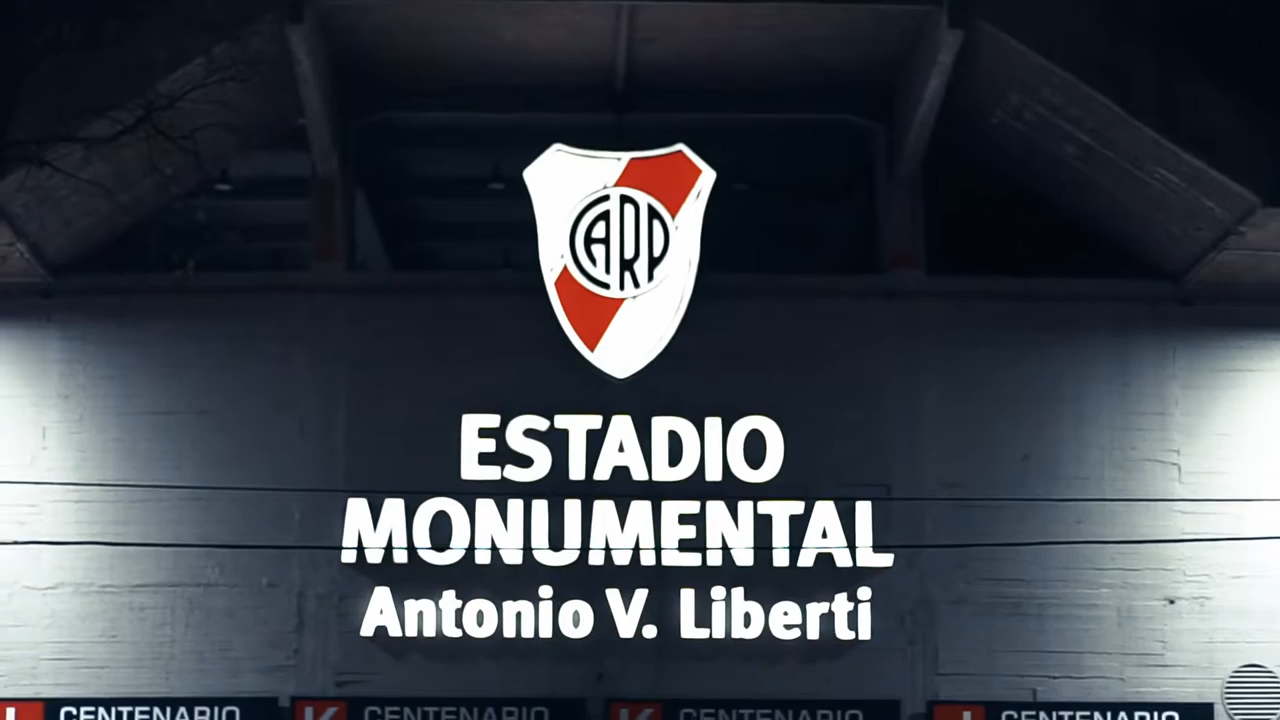 CARP
ESTADIO
MONUMENTAL
Antonio V. Liberti
L CENTENARIO
K CENTENARIO
K CENTENARIO
J CENTENARIO